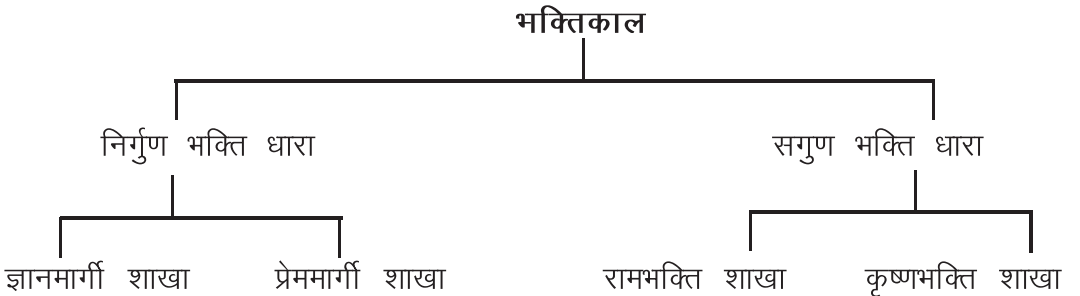 भक्तिकाल
निर्गुण भक्ति धारा सगुण भक्ति धारा
ज्ञानमार्गी शाखा प्रेममार्गी शाखा रामभक्ति शाखा कृष्णभक्ति शाखा